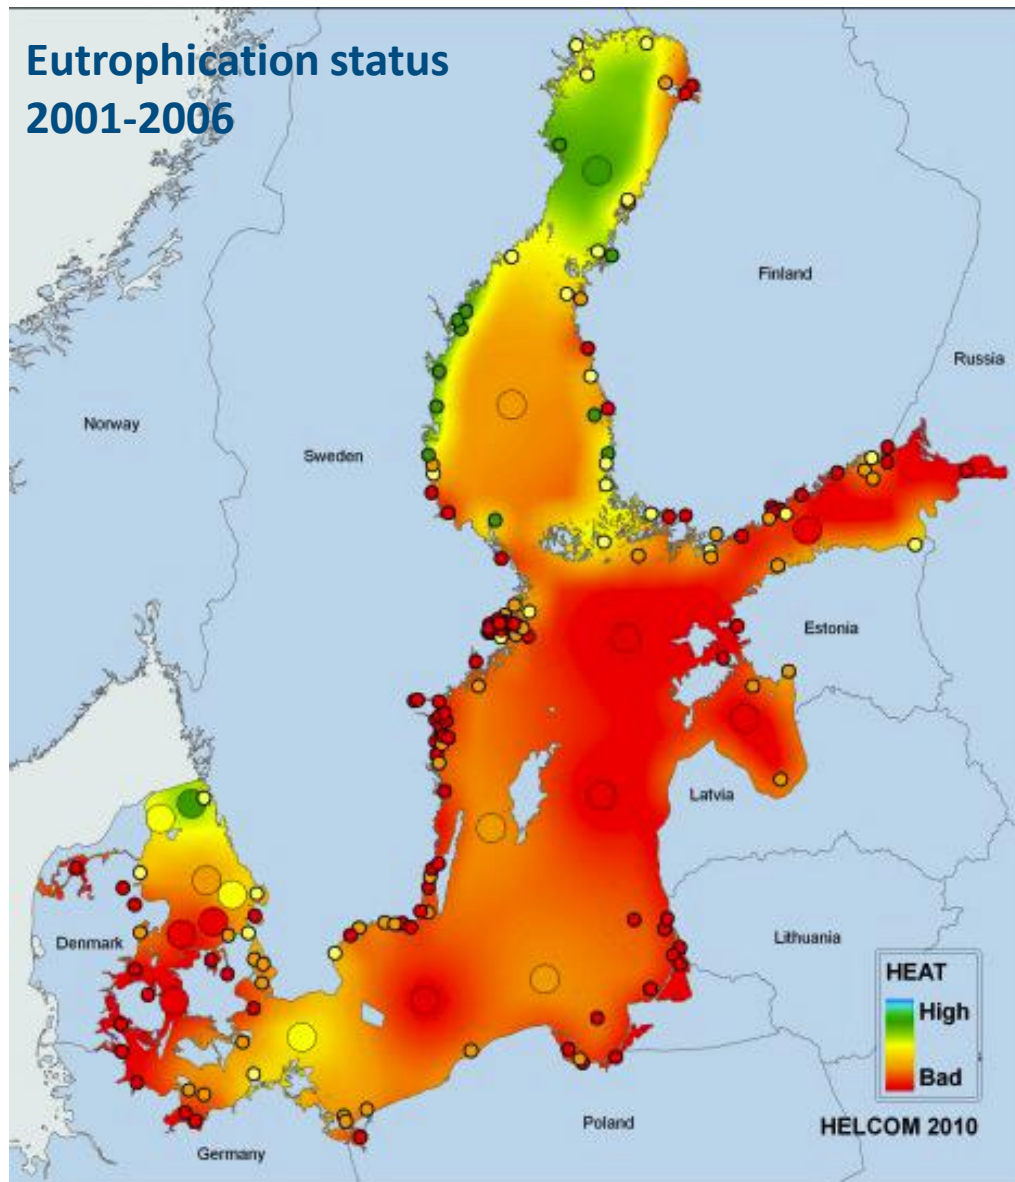 Eutrophication status
2001-2006
Finland
Russia
Norway
Sweden
Estonia
Latvia
Denmark
Lithuania
HEAT
High
Bad
Poland
HELCOM 2010
Germany